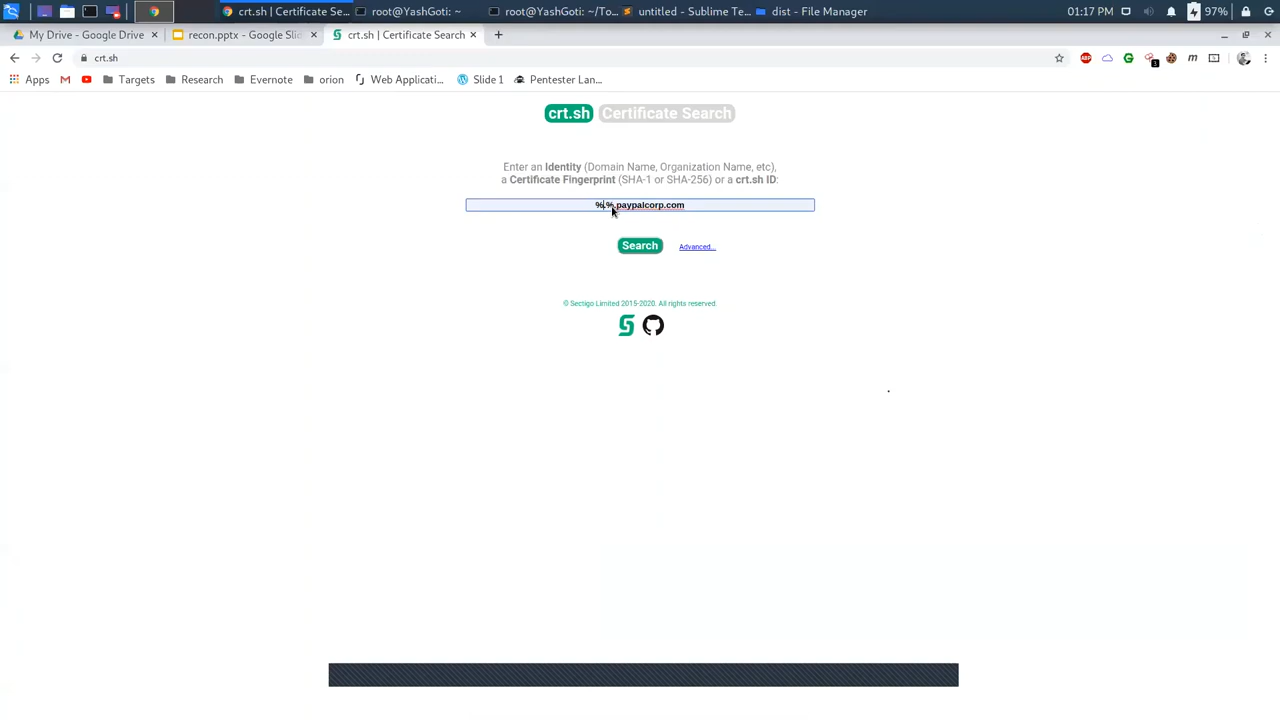 crt.sh | Certificate Se...
root@YashGoti: ~
root@YashGoti: ~/To...
untitled - Sublime Te...
dist - File Manager
01:17 PM
97%
My Drive - Google Drive
recon.pptx - Google Slid
crt.sh | Certificate Search
crt.sh
ABP
3
m
Apps
Targets
Research
Evernote
orion
Web Applicati...
Slide 1
Pentester Lan...
crt.sh Certificate Search
Enter an Identity (Domain Name, Organization Name, etc),
a Certificate Fingerprint (SHA-1 or SHA-256) or a crt.sh ID:
%.%.paypalcorp.com
Search
Advanced...
© Sectigo Limited 2015-2020. All rights reserved.